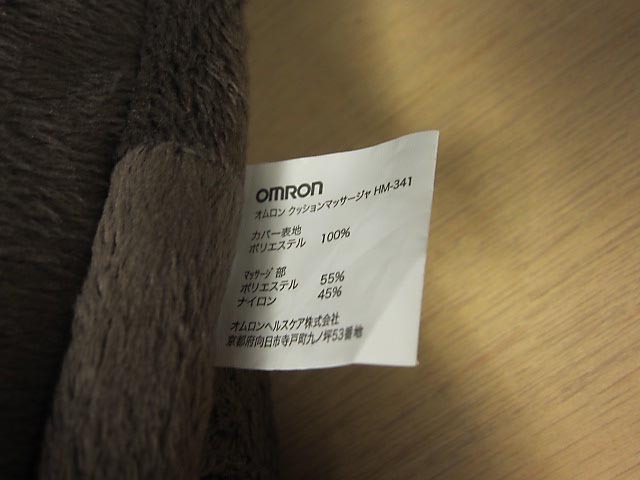 OMRON
オムロン クッションマッサージャ HM-341
カバー表地
ポリエステル 100%
マッサージ部
ポリエステル 55%
ナイロン 45%
オムロンヘルスケア株式会社
京都府向日市寺戸町九ノ坪53番地